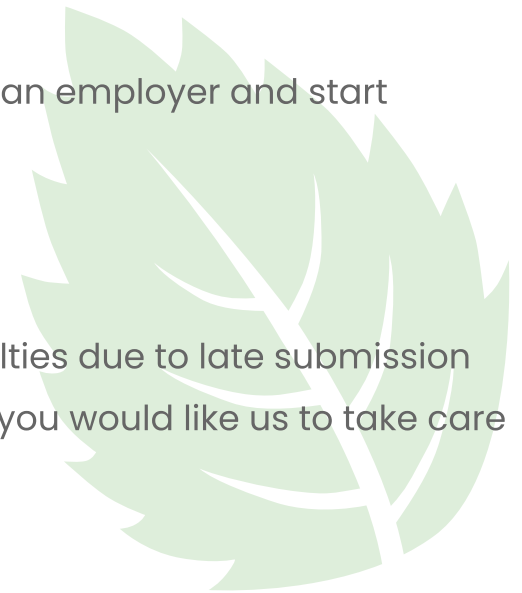 an employer and start
lties due to late submission
you would like us to take care